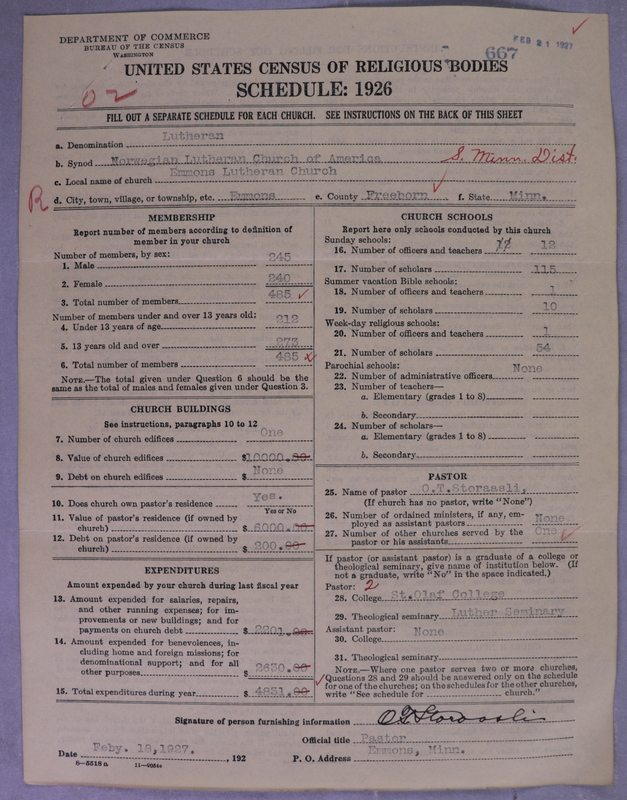 DEPARTMENT OF COMMERCE
BUREAU OF THE CENSUS
WASHINGTON
667
FEB 21 1927
UNITED STATES CENSUS OF RELIGIOUS BODIES
SCHEDULE: 1926
02
FILL OUT A SEPARATE SCHEDULE FOR EACH CHURCH. SEE INSTRUCTIONS ON THE BACK OF THIS SHEET
a. Denomination Lutheran
b. Synod Norwegian Lutheran Church of America S. Minn. Dist.
c. Local name of church Emmons Lutheran Church
R d. City, town, village, or township, etc. Emmons e. County Freeborn f. State Minn.
MEMBERSHIP
Report number of members according to definition of
member in your church
Number of members, by sex:
1. Male 245
2. Female 240
3. Total number of members 485
Number of members under and over 13 years old:
4. Under 13 years of age 212
5. 13 years old and over 273
6. Total number of members 485
NOTE.—The total given under Question 6 should be the
same as the total of males and females given under Question 3.
CHURCH BUILDINGS
See instructions, paragraphs 10 to 12
7. Number of church edifices One
8. Value of church edifices $10000.00
9. Debt on church edifices $ None
10. Does church own pastor's residence Yes.
Yes or No
11. Value of pastor's residence (if owned by
church) $ 6000.00
12. Debt on pastor's residence (if owned by
church) $ 200.00
EXPENDITURES
Amount expended by your church during last fiscal year
13. Amount expended for salaries, repairs,
and other running expenses; for im-
provements or new buildings; and for
payments on church debt $ 2201.00
14. Amount expended for benevolences, in-
cluding home and foreign missions; for
denominational support; and for all
other purposes $ 2630.00
15. Total expenditures during year $ 4831.00
CHURCH SCHOOLS
Report here only schools conducted by this church
Sunday schools:
16. Number of officers and teachers 12
17. Number of scholars 115
Summer vacation Bible schools:
18. Number of officers and teachers 1
19. Number of scholars 10
Week-day religious schools:
20. Number of officers and teachers 1
21. Number of scholars 54
Parochial schools: None
22. Number of administrative officers
23. Number of teachers—
a. Elementary (grades 1 to 8)
b. Secondary
24. Number of scholars—
a. Elementary (grades 1 to 8)
b. Secondary
PASTOR
25. Name of pastor O.T.Storaasli,
(If church has no pastor, write "None")
26. Number of ordained ministers, if any, em-
ployed as assistant pastors None
27. Number of other churches served by the
pastor or his assistants One
If pastor (or assistant pastor) is a graduate of a college or
theological seminary, give name of institution below. (If
not a graduate, write "No" in the space indicated.)
Pastor: 2
28. College St.Olaf College
29. Theological seminary Luther Seminary
Assistant pastor: None
30. College
31. Theological seminary
NOTE.—Where one pastor serves two or more churches,
Questions 28 and 29 should be answered only on the schedule
for one of the churches; on the schedules for the other churches,
write "See schedule for church."
Signature of person furnishing information O T Storaasli
Official title Pastor
Date Feby. 18,1927. , 192 P. O. Address Emmons, Minn.
8—5518 a